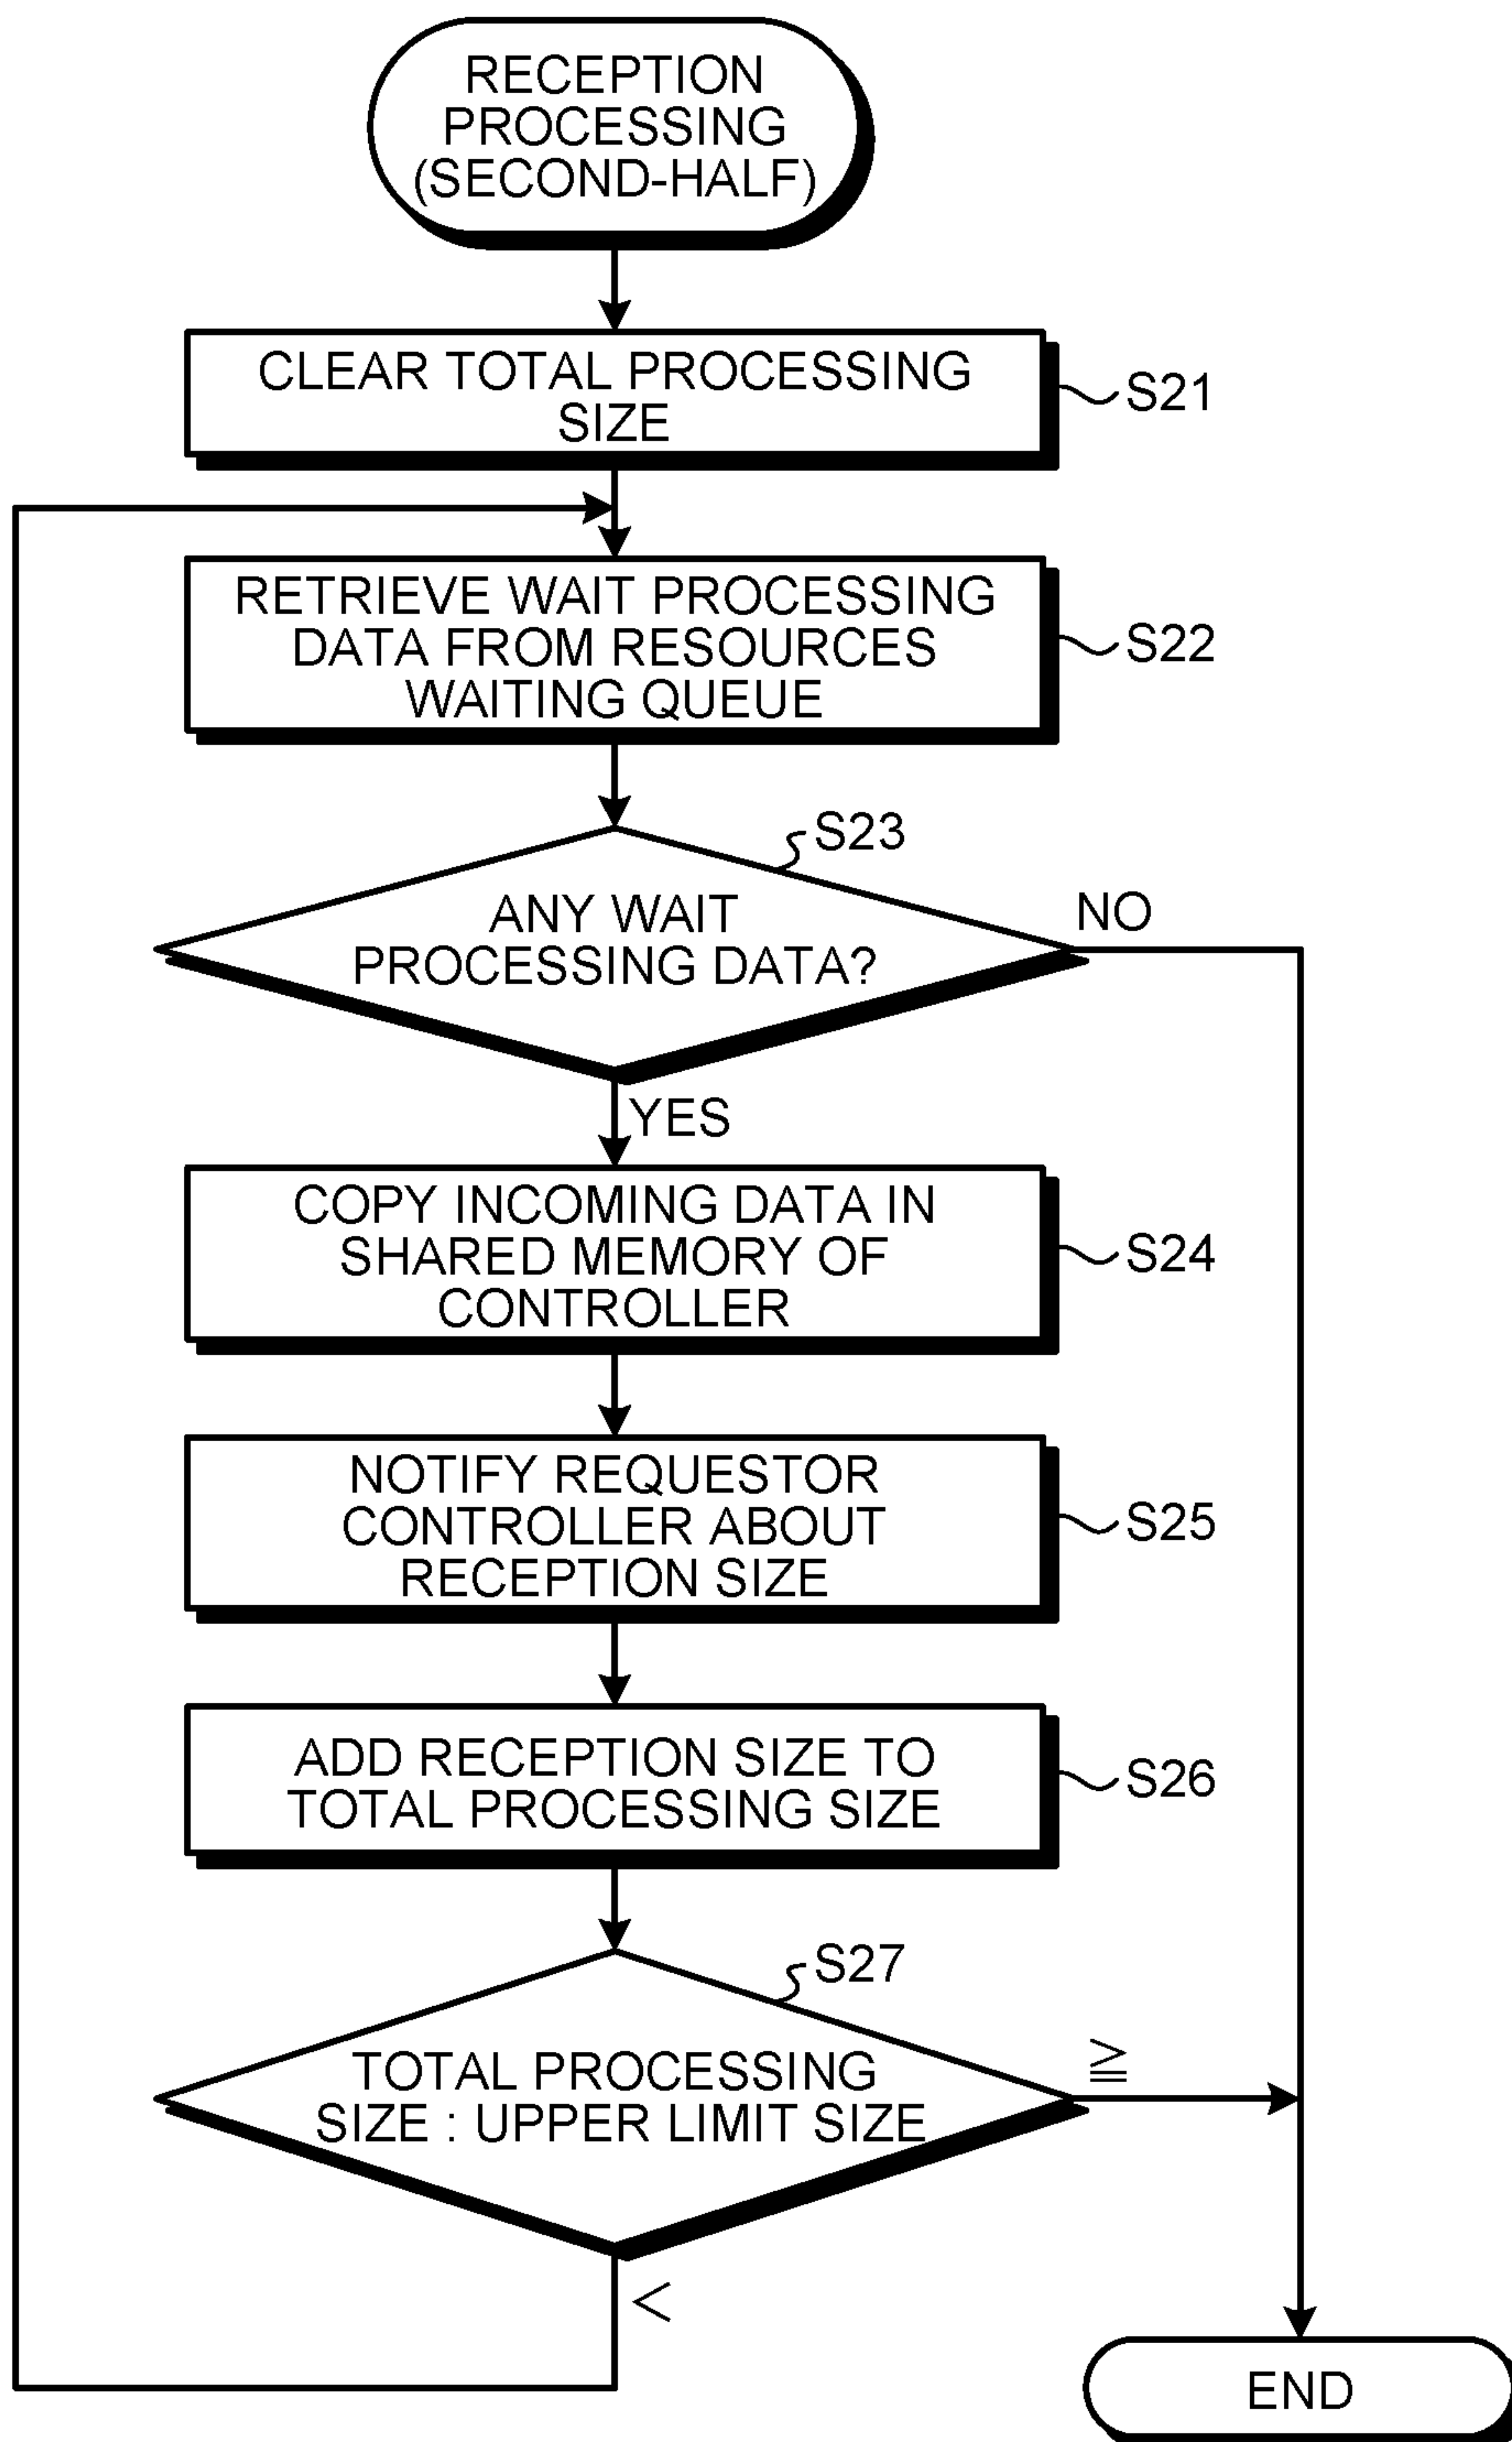 RECEPTION
PROCESSING
(SECOND-HALF)
CLEAR TOTAL PROCESSING
SIZE
S21
RETRIEVE WAIT PROCESSING
DATA FROM RESOURCES
WAITING QUEUE
S22
S23
ANY WAIT
PROCESSING DATA?
NO
YES
COPY INCOMING DATA IN
SHARED MEMORY OF
CONTROLLER
S24
NOTIFY REQUESTOR
CONTROLLER ABOUT
RECEPTION SIZE
S25
ADD RECEPTION SIZE TO
TOTAL PROCESSING SIZE
S26
S27
TOTAL PROCESSING
SIZE : UPPER LIMIT SIZE
≧
<
END